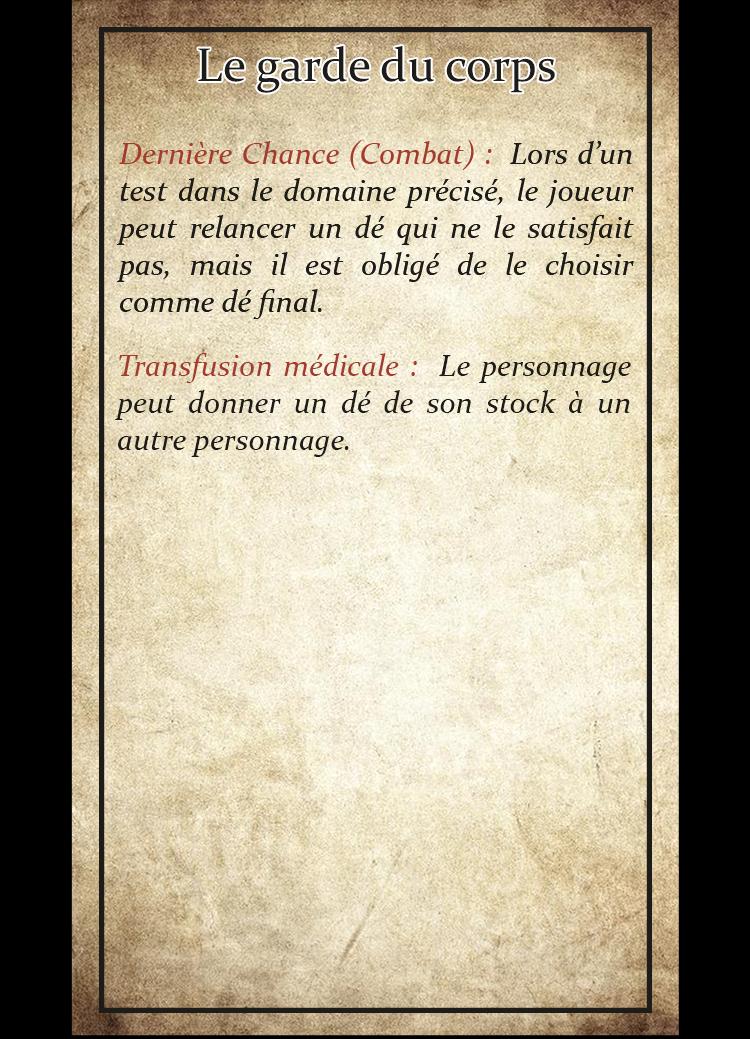 Le garde du corps
Dernière Chance (Combat) : Lors d’un
test dans le domaine précisé, le joueur
peut relancer un dé qui ne le satisfait
pas, mais il est obligé de le choisir
comme dé final.
Transfusion médicale : Le personnage
peut donner un dé de son stock à un
autre personnage.